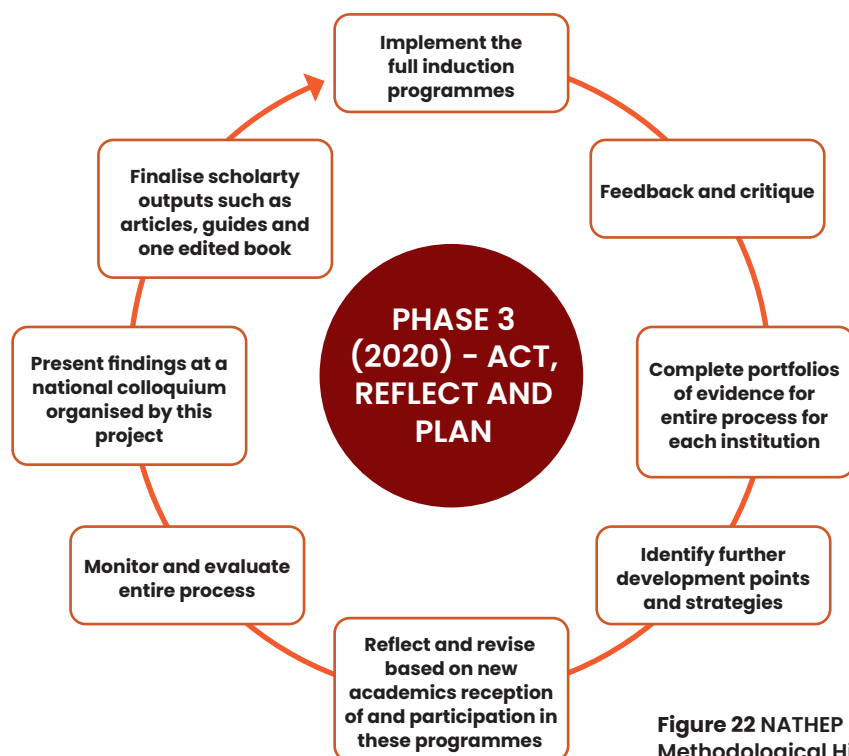 Implement the
full induction
programmes
Feedback and critique
Complete portfolios
of evidence for
entire process for
each institution
Identify further
development points
and strategies
Reflect and revise
based on new
academics reception
of and participation in
these programmes
Monitor and evaluate
entire process
Present findings at a
national colloquium
organised by this
project
Finalise scholarty
outputs such as
articles, guides and
one edited book
PHASE 3
(2020) - ACT,
REFLECT AND
PLAN
Figure 22 NATHEP
Methodological